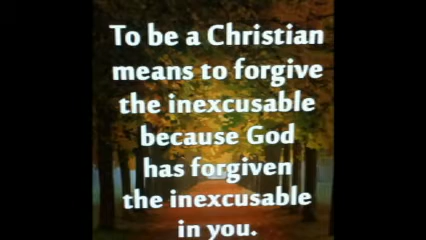 To be a Christian
means to forgive
the inexcusable
because God
has forgiven
the inexcusable
in you.